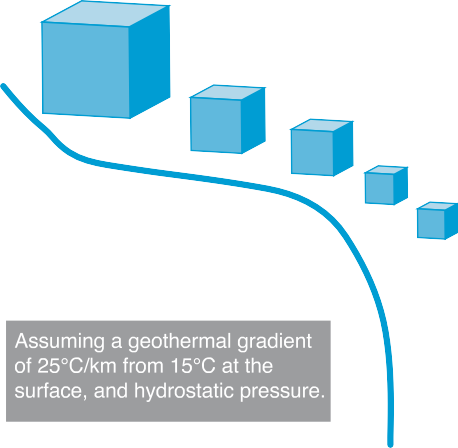 Assuming a geothermal gradient
of 25°C/km from 15°C at the
surface, and hydrostatic pressure.